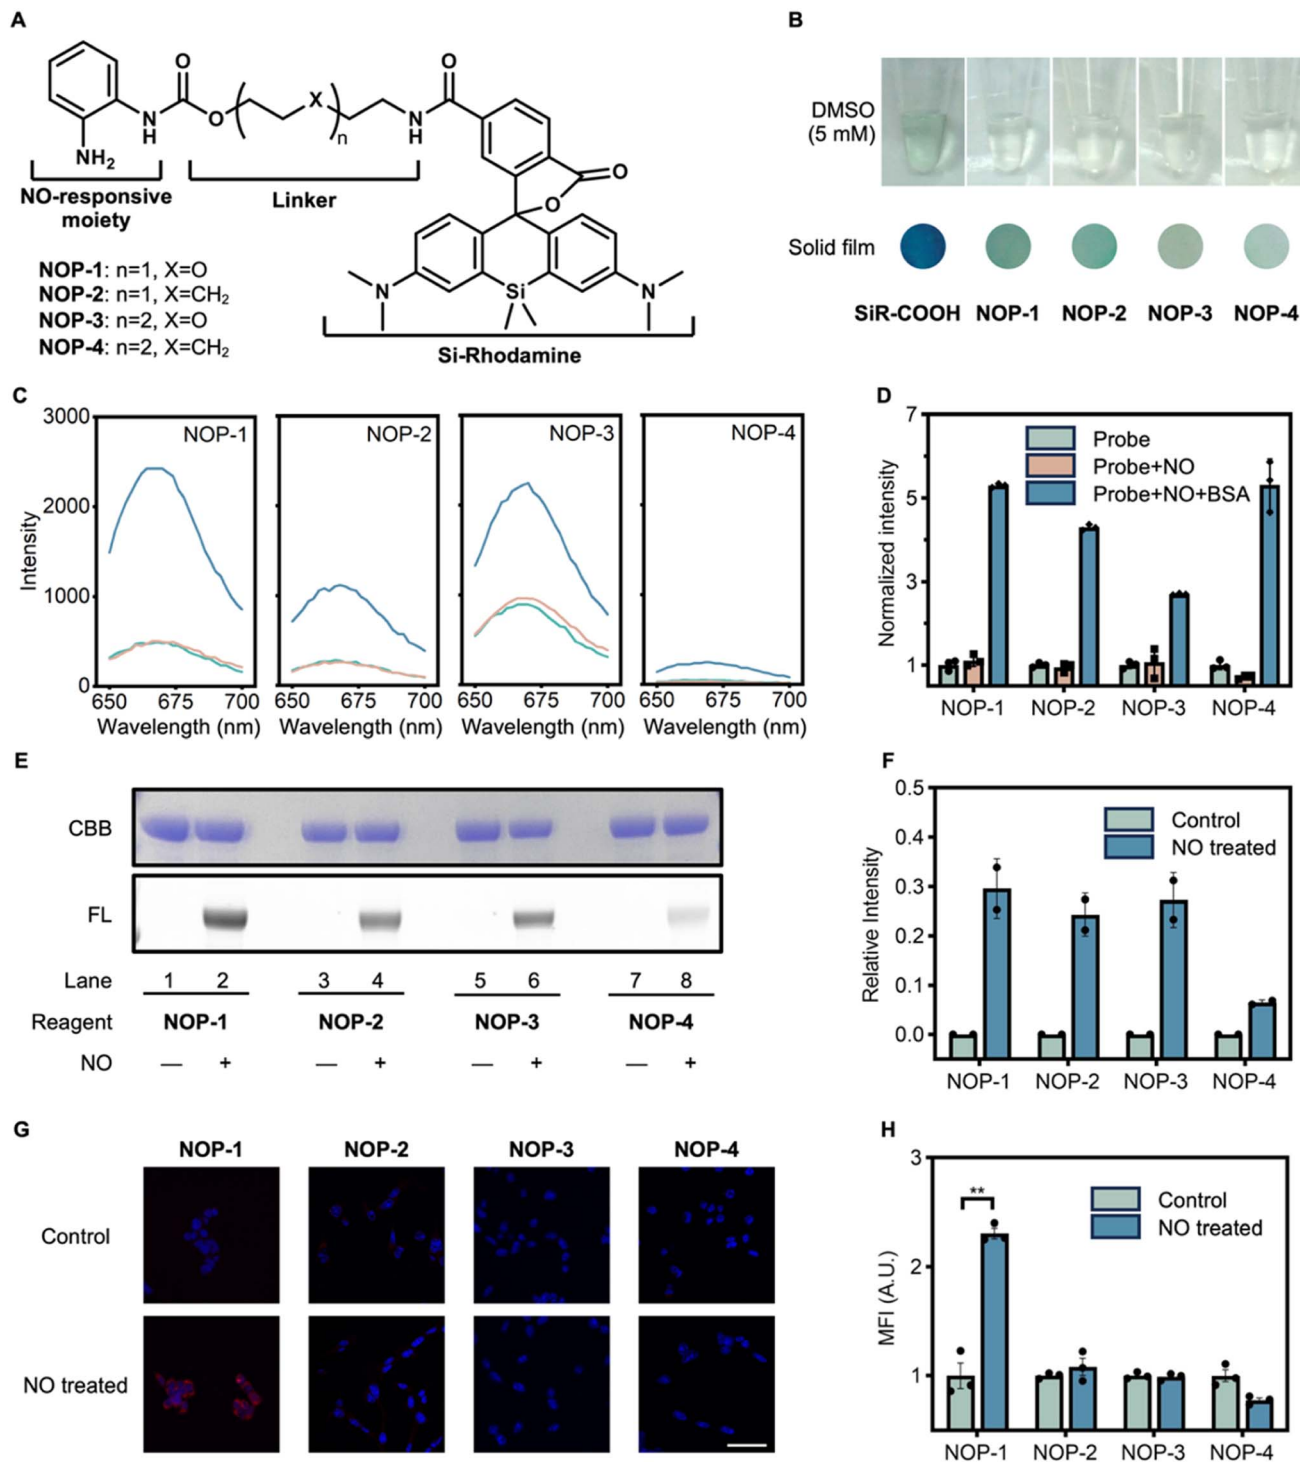 A
O
N
H
O
X
n
N
H
O
NH₂
O
O
Si
N
N
NO-responsive
moiety
Linker
Si-Rhodamine
NOP-1: n=1, X=O
NOP-2: n=1, X=CH₂
NOP-3: n=2, X=O
NOP-4: n=2, X=CH₂
B
DMSO
(5 mM)
Solid film
SiR-COOH NOP-1 NOP-2 NOP-3 NOP-4
C
Intensity
3000
2000
1000
0
NOP-1 NOP-2 NOP-3 NOP-4
650 675 700 650 675 700 650 675 700 650 675 700
Wavelength (nm) Wavelength (nm) Wavelength (nm) Wavelength (nm)
D
Normalized intensity
7
5
3
1
Probe
Probe+NO
Probe+NO+BSA
NOP-1 NOP-2 NOP-3 NOP-4
E
CBB
FL
Lane 1 2 3 4 5 6 7 8
Reagent NOP-1 NOP-2 NOP-3 NOP-4
NO — + — + — + — +
F
Relative Intensity
0.5
0.4
0.3
0.2
0.1
0.0
Control
NO treated
NOP-1 NOP-2 NOP-3 NOP-4
G
NOP-1 NOP-2 NOP-3 NOP-4
Control
NO treated
H
MFI (A.U.)
3
2
1
**
Control
NO treated
NOP-1 NOP-2 NOP-3 NOP-4